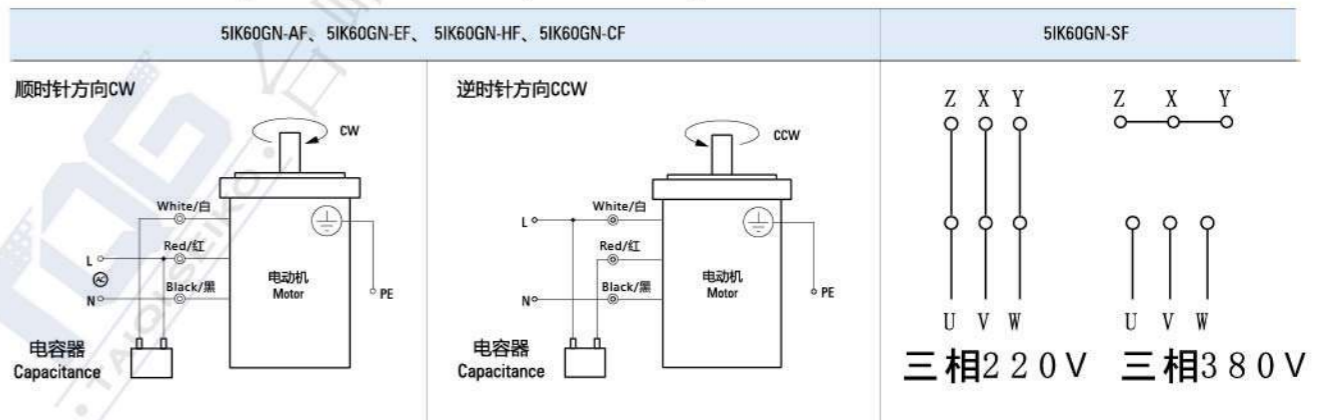 5IK60GN-AF、5IK60GN-EF、 5IK60GN-HF、5IK60GN-CF
5IK60GN-SF
顺时针方向CW
CW
White/白
Red/红
L
AC
Black/黑
N
电动机
Motor
PE
电容器
Capacitance
逆时针方向CCW
CCW
White/白
L
Red/红
Black/黑
N
电动机
Motor
PE
电容器
Capacitance
Z X Y
U V W
三相220V
Z X Y
U V W
三相380V
TAIQISEIKO